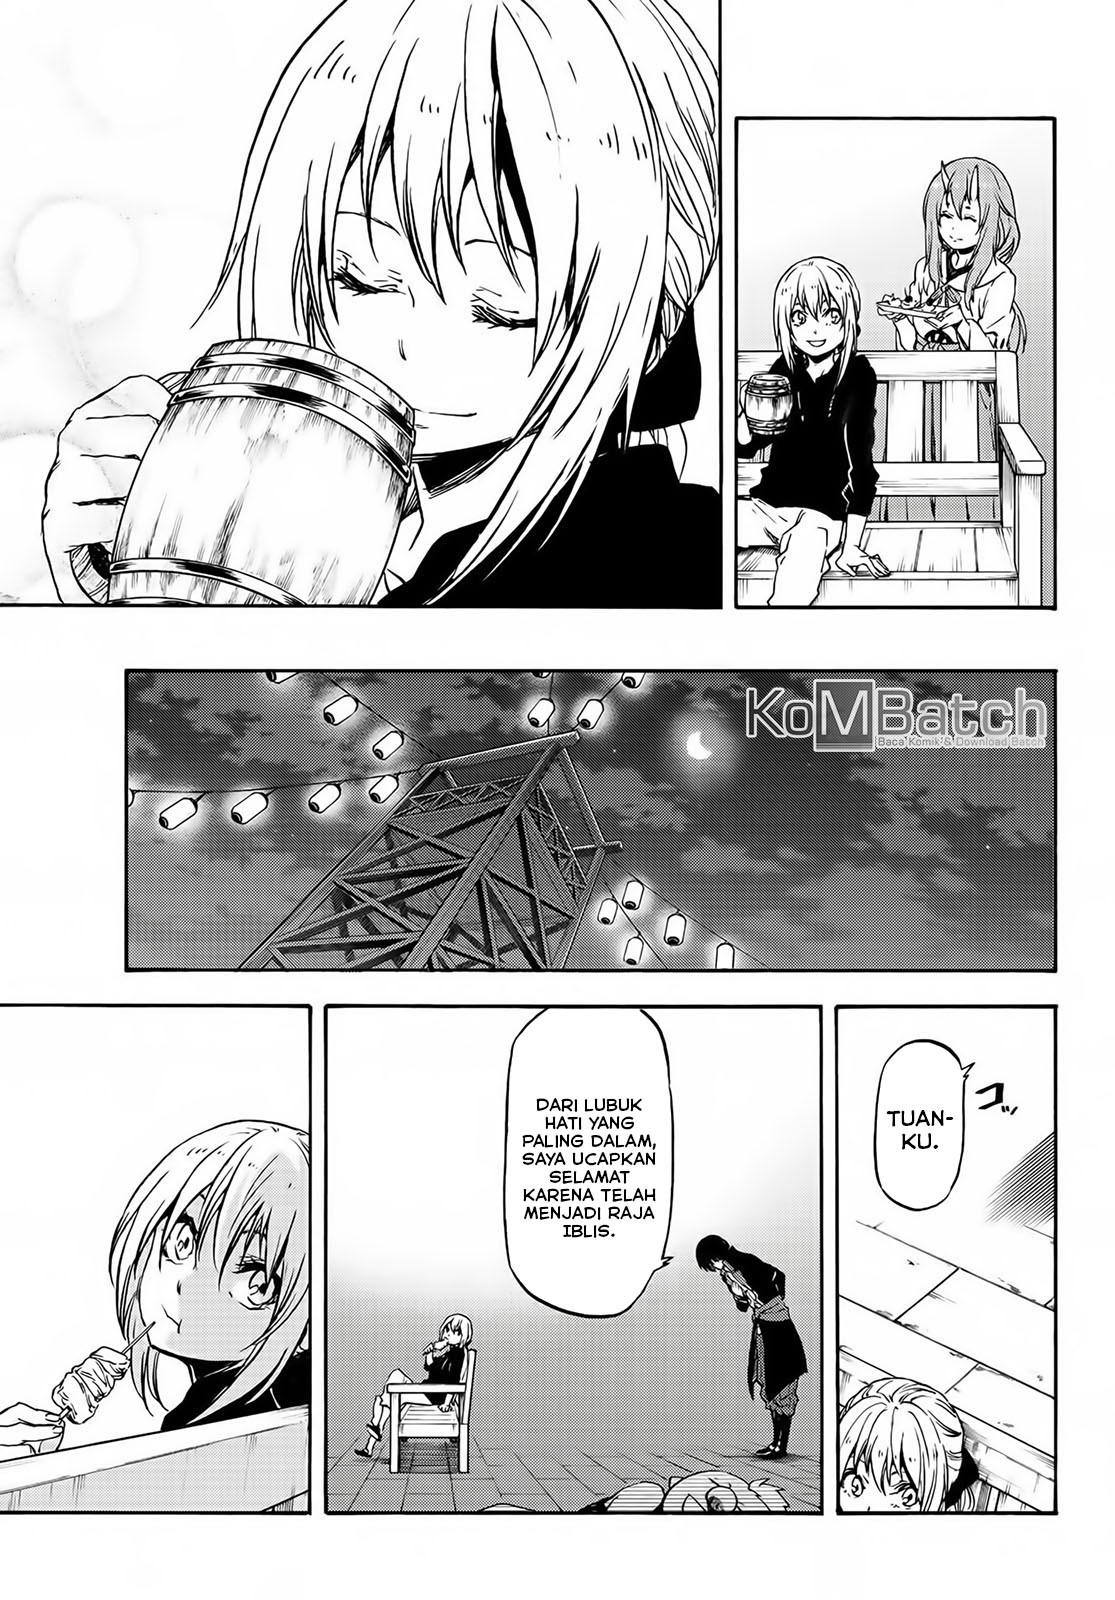 KoMBatch
Baca Komik & Download Batch
コッ
TUAN-
KU.
DARI LUBUK
HATI YANG
PALING DALAM,
SAYA UCAPKAN
SELAMAT
KARENA TELAH
MENJADI RAJA
IBLIS.